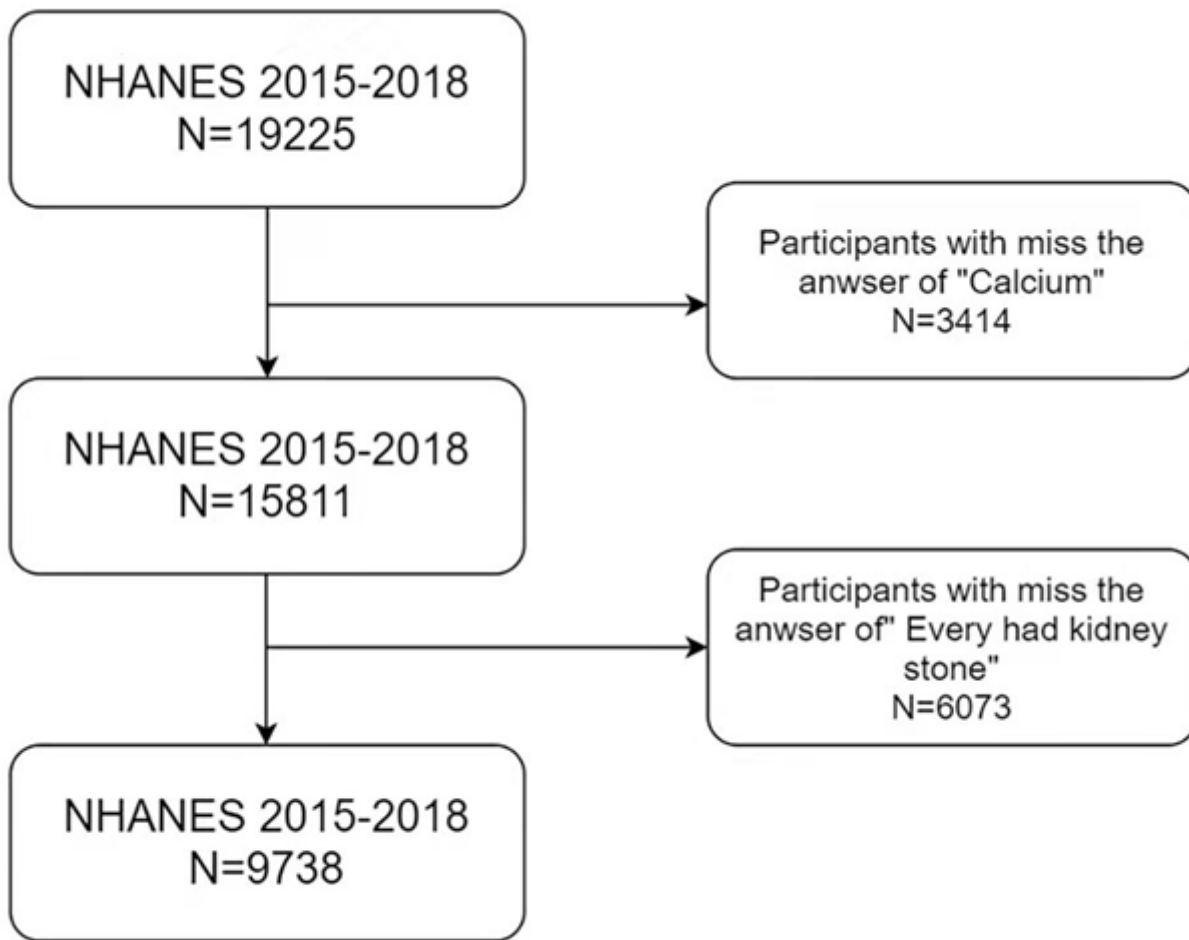 NHANES 2015-2018
N=19225
Participants with miss the
anwser of "Calcium"
N=3414
NHANES 2015-2018
N=15811
Participants with miss the
anwser of" Every had kidney
stone"
N=6073
NHANES 2015-2018
N=9738